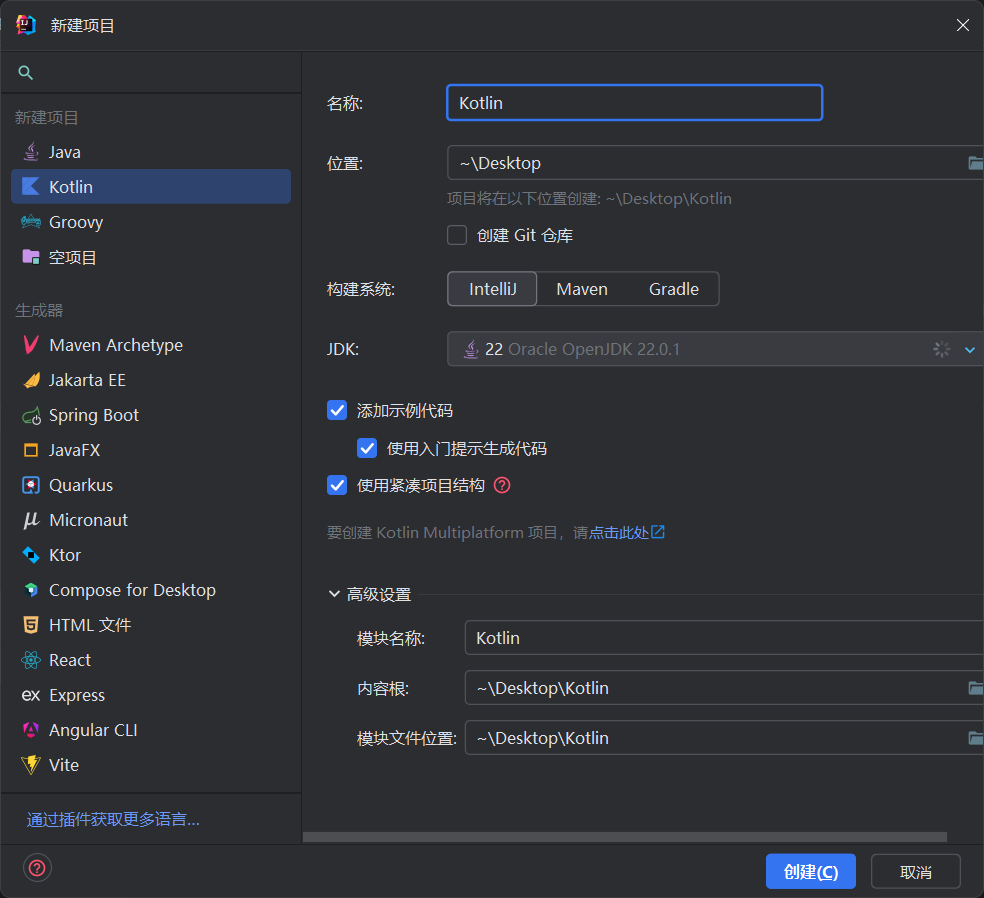 新建项目
新建项目
Java
Kotlin
Groovy
空项目
生成器
Maven Archetype
Jakarta EE
Spring Boot
JavaFX
Quarkus
Micronaut
Ktor
Compose for Desktop
HTML 文件
React
Express
Angular CLI
Vite
通过插件获取更多语言...
名称: Kotlin
位置: ~\Desktop
项目将在以下位置创建: ~\Desktop\Kotlin
创建 Git 仓库
构建系统: IntelliJ Maven Gradle
JDK: 22 Oracle OpenJDK 22.0.1
添加示例代码
使用入门提示生成代码
使用紧凑项目结构
要创建 Kotlin Multiplatform 项目，请点击此处
高级设置
模块名称: Kotlin
内容根: ~\Desktop\Kotlin
模块文件位置: ~\Desktop\Kotlin
创建(C) 取消